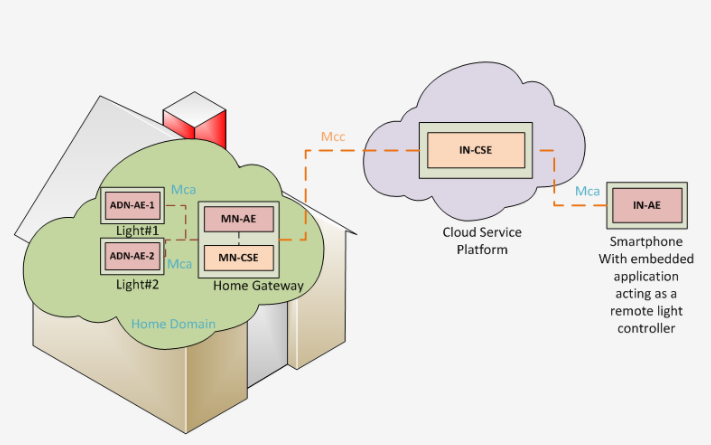 Mcc
IN-CSE
Mca
IN-AE
Cloud Service
Platform
Smartphone
With embedded
application
acting as a
remote light
controller
ADN-AE-1
Mca
Light#1
MN-AE
ADN-AE-2
Mca
MN-CSE
Light#2
Home Gateway
Home Domain